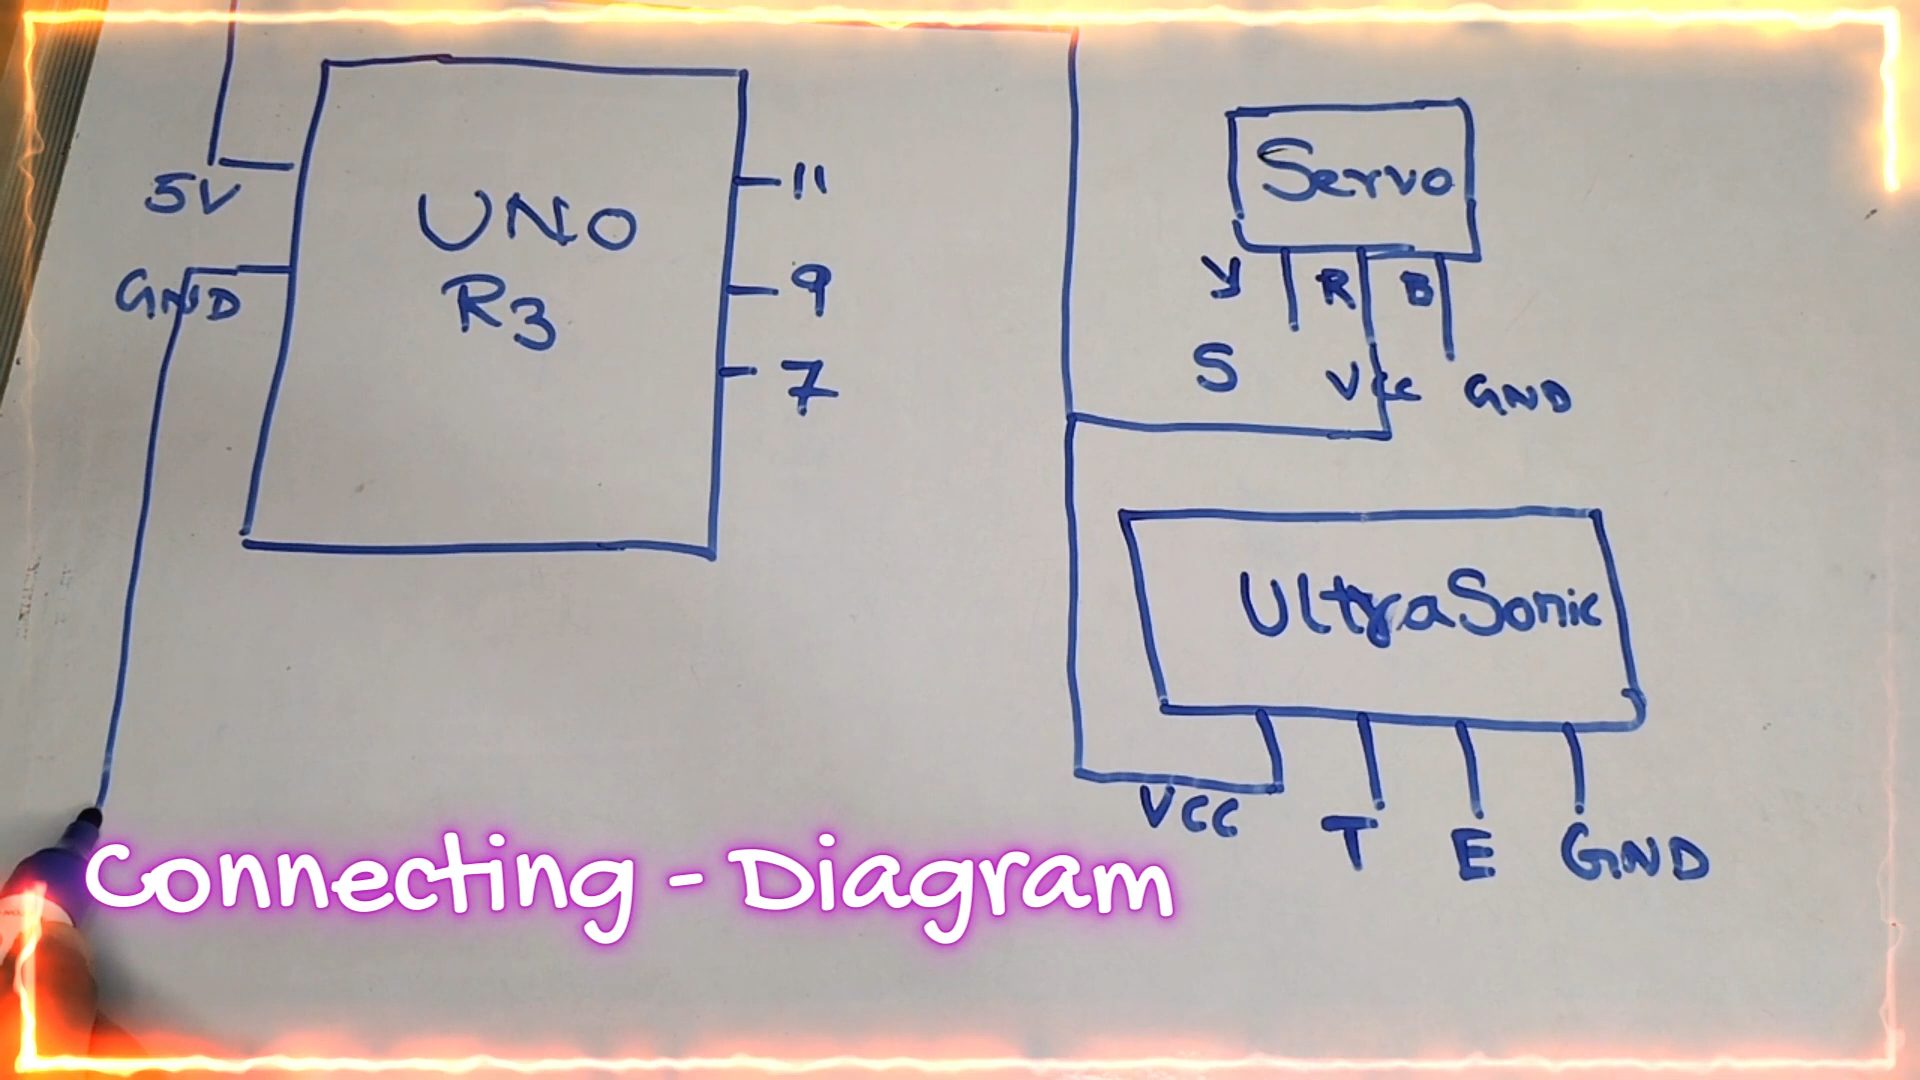 5V
GND
UNO
R3
11
9
7
Servo
Y R B
S VCC GND
UltraSonic
VCC T E GND
Connecting - Diagram